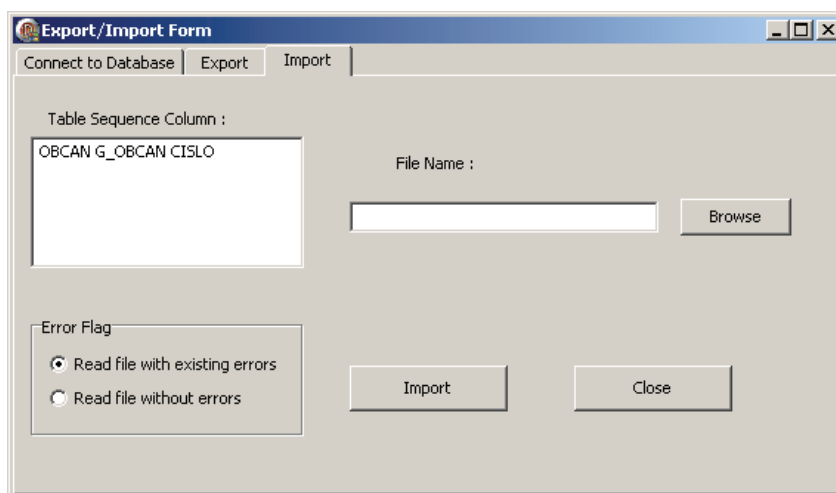 Export/Import Form
Connect to Database Export Import
Table Sequence Column :
OBCAN G_OBCAN CISLO
File Name :
Browse
Error Flag
Read file with existing errors
Read file without errors
Import Close